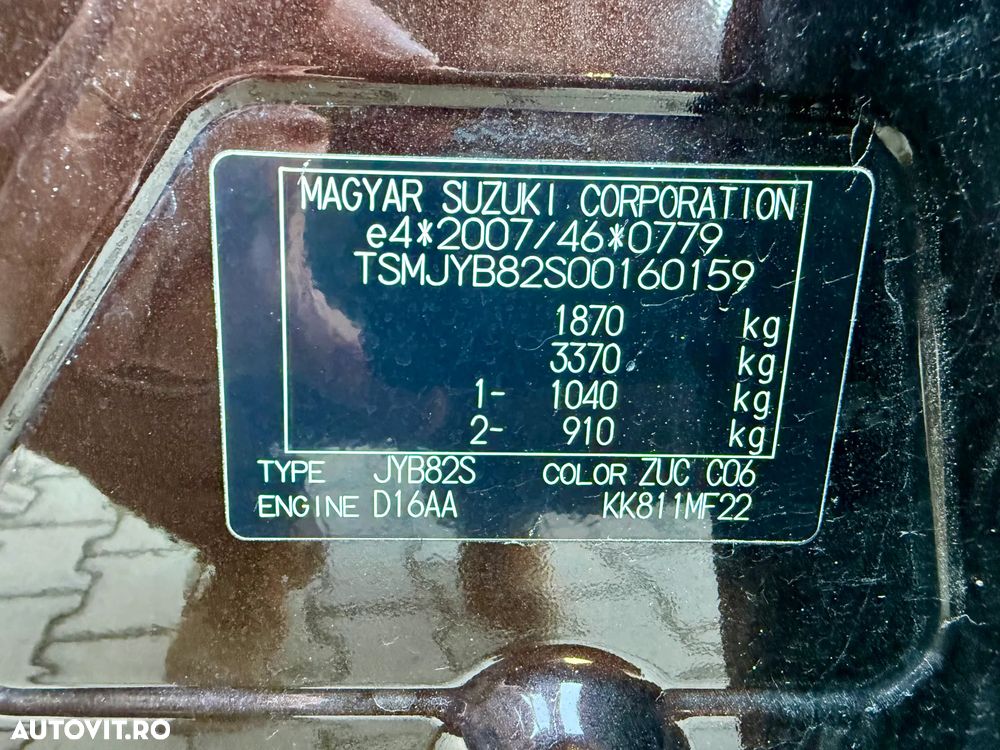 MAGYAR SUZUKI CORPORATION
e4*2007/46*0779
TSMJYB82S00160159
1870 kg
3370 kg
1- 1040 kg
2- 910 kg
TYPE JYB82S COLOR ZUC C06
ENGINE D16AA KK811MF22
AUTOVIT.RO